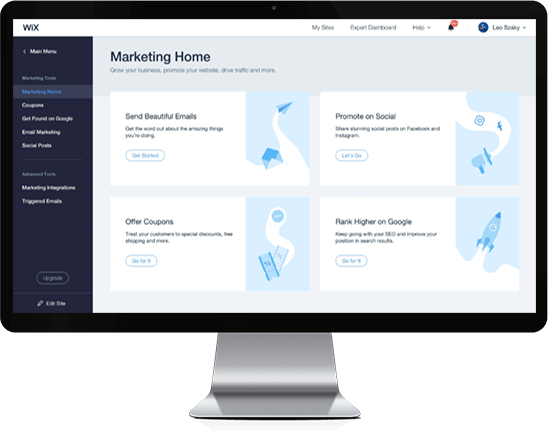 WiX
My Sites
Expert Dashboard
Help
Leo Szaky
Main Menu
Marketing Tools
Marketing Home
Coupons
Get Found on Google
Email Marketing
Social Posts
Advanced Tools
Marketing Integrations
Triggered Emails
Upgrade
Edit Site
Marketing Home
Grow your business, promote your website, drive traffic and more.
Send Beautiful Emails
Get the word out about the amazing things
you're doing.
Get Started
Promote on Social
Share stunning social posts on Facebook and
Instagram.
Let's Go
Offer Coupons
Treat your customers to special discounts, free
shipping and more.
Go for It
Rank Higher on Google
Keep going with your SEO and improve your
position in search results.
Go for It